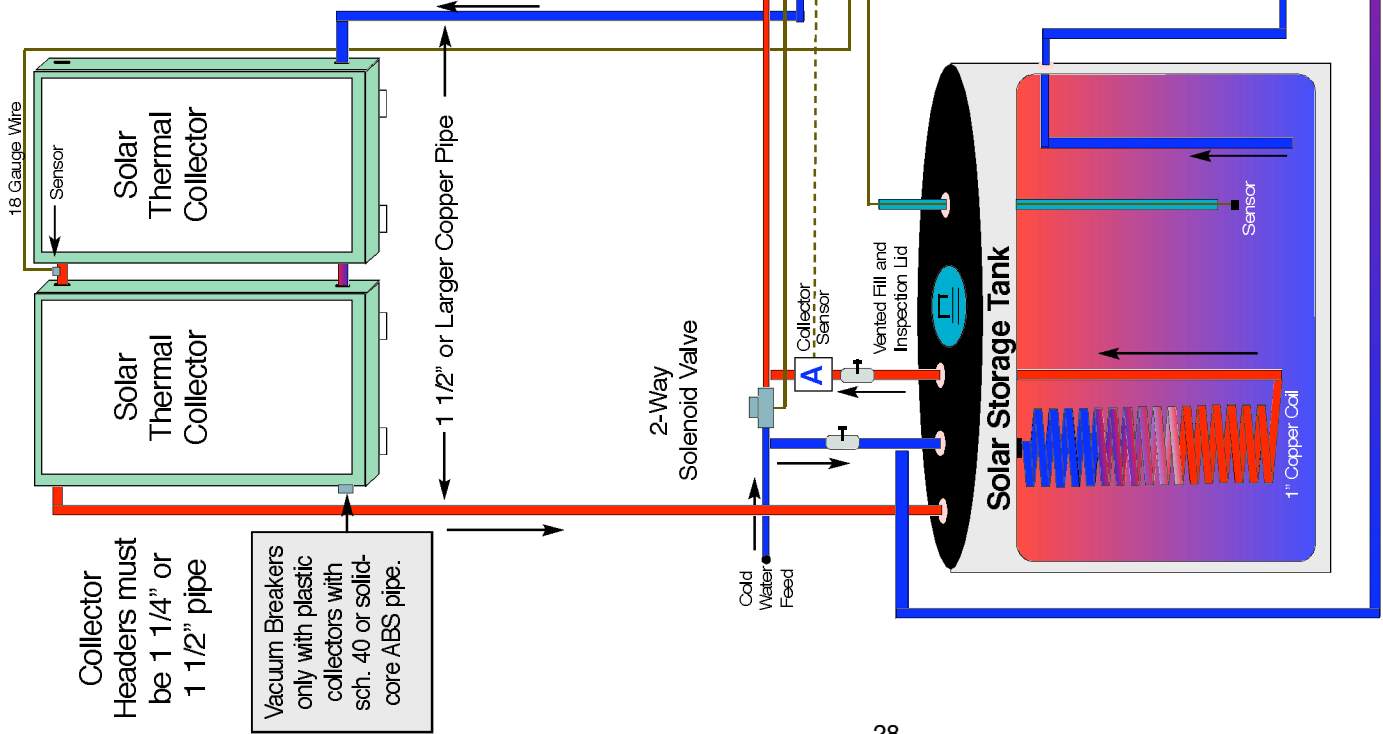 18 Gauge Wire
Sensor
Solar
Thermal
Collector
Solar
Thermal
Collector
1 1/2” or Larger Copper Pipe
Collector
Headers must
be 1 1/4” or
1 1/2” pipe
Vacuum Breakers
only with plastic
collectors with
sch. 40 or solid-
core ABS pipe.
2-Way
Solenoid Valve
Cold
Water
Feed
Collector
Sensor
A
Vented Fill and
Inspection Lid
Solar Storage Tank
Sensor
1” Copper Coil
28